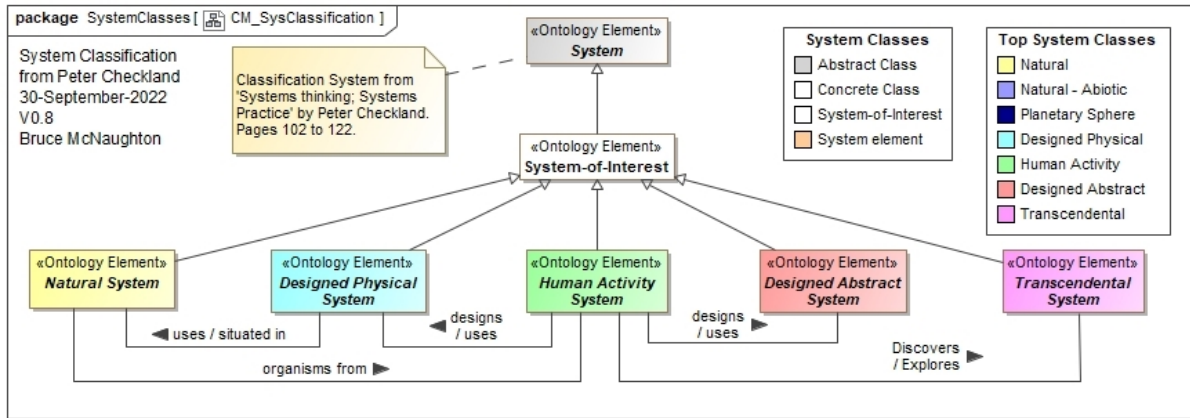 package SystemClasses [ CM_SysClassification ]
System Classification
from Peter Checkland
30-September-2022
V0.8
Bruce McNaughton
Classification System from
'Systems thinking; Systems
Practice' by Peter Checkland.
Pages 102 to 122.
«Ontology Element»
System
System Classes
Abstract Class
Concrete Class
System-of-Interest
System element
Top System Classes
Natural
Natural - Abiotic
Planetary Sphere
Designed Physical
Human Activity
Designed Abstract
Transcendental
«Ontology Element»
System-of-Interest
«Ontology Element»
Natural System
«Ontology Element»
Designed Physical
System
«Ontology Element»
Human Activity
System
«Ontology Element»
Designed Abstract
System
«Ontology Element»
Transcendental
System
uses / situated in
designs
/ uses
designs
/ uses
organisms from
Discovers
/ Explores